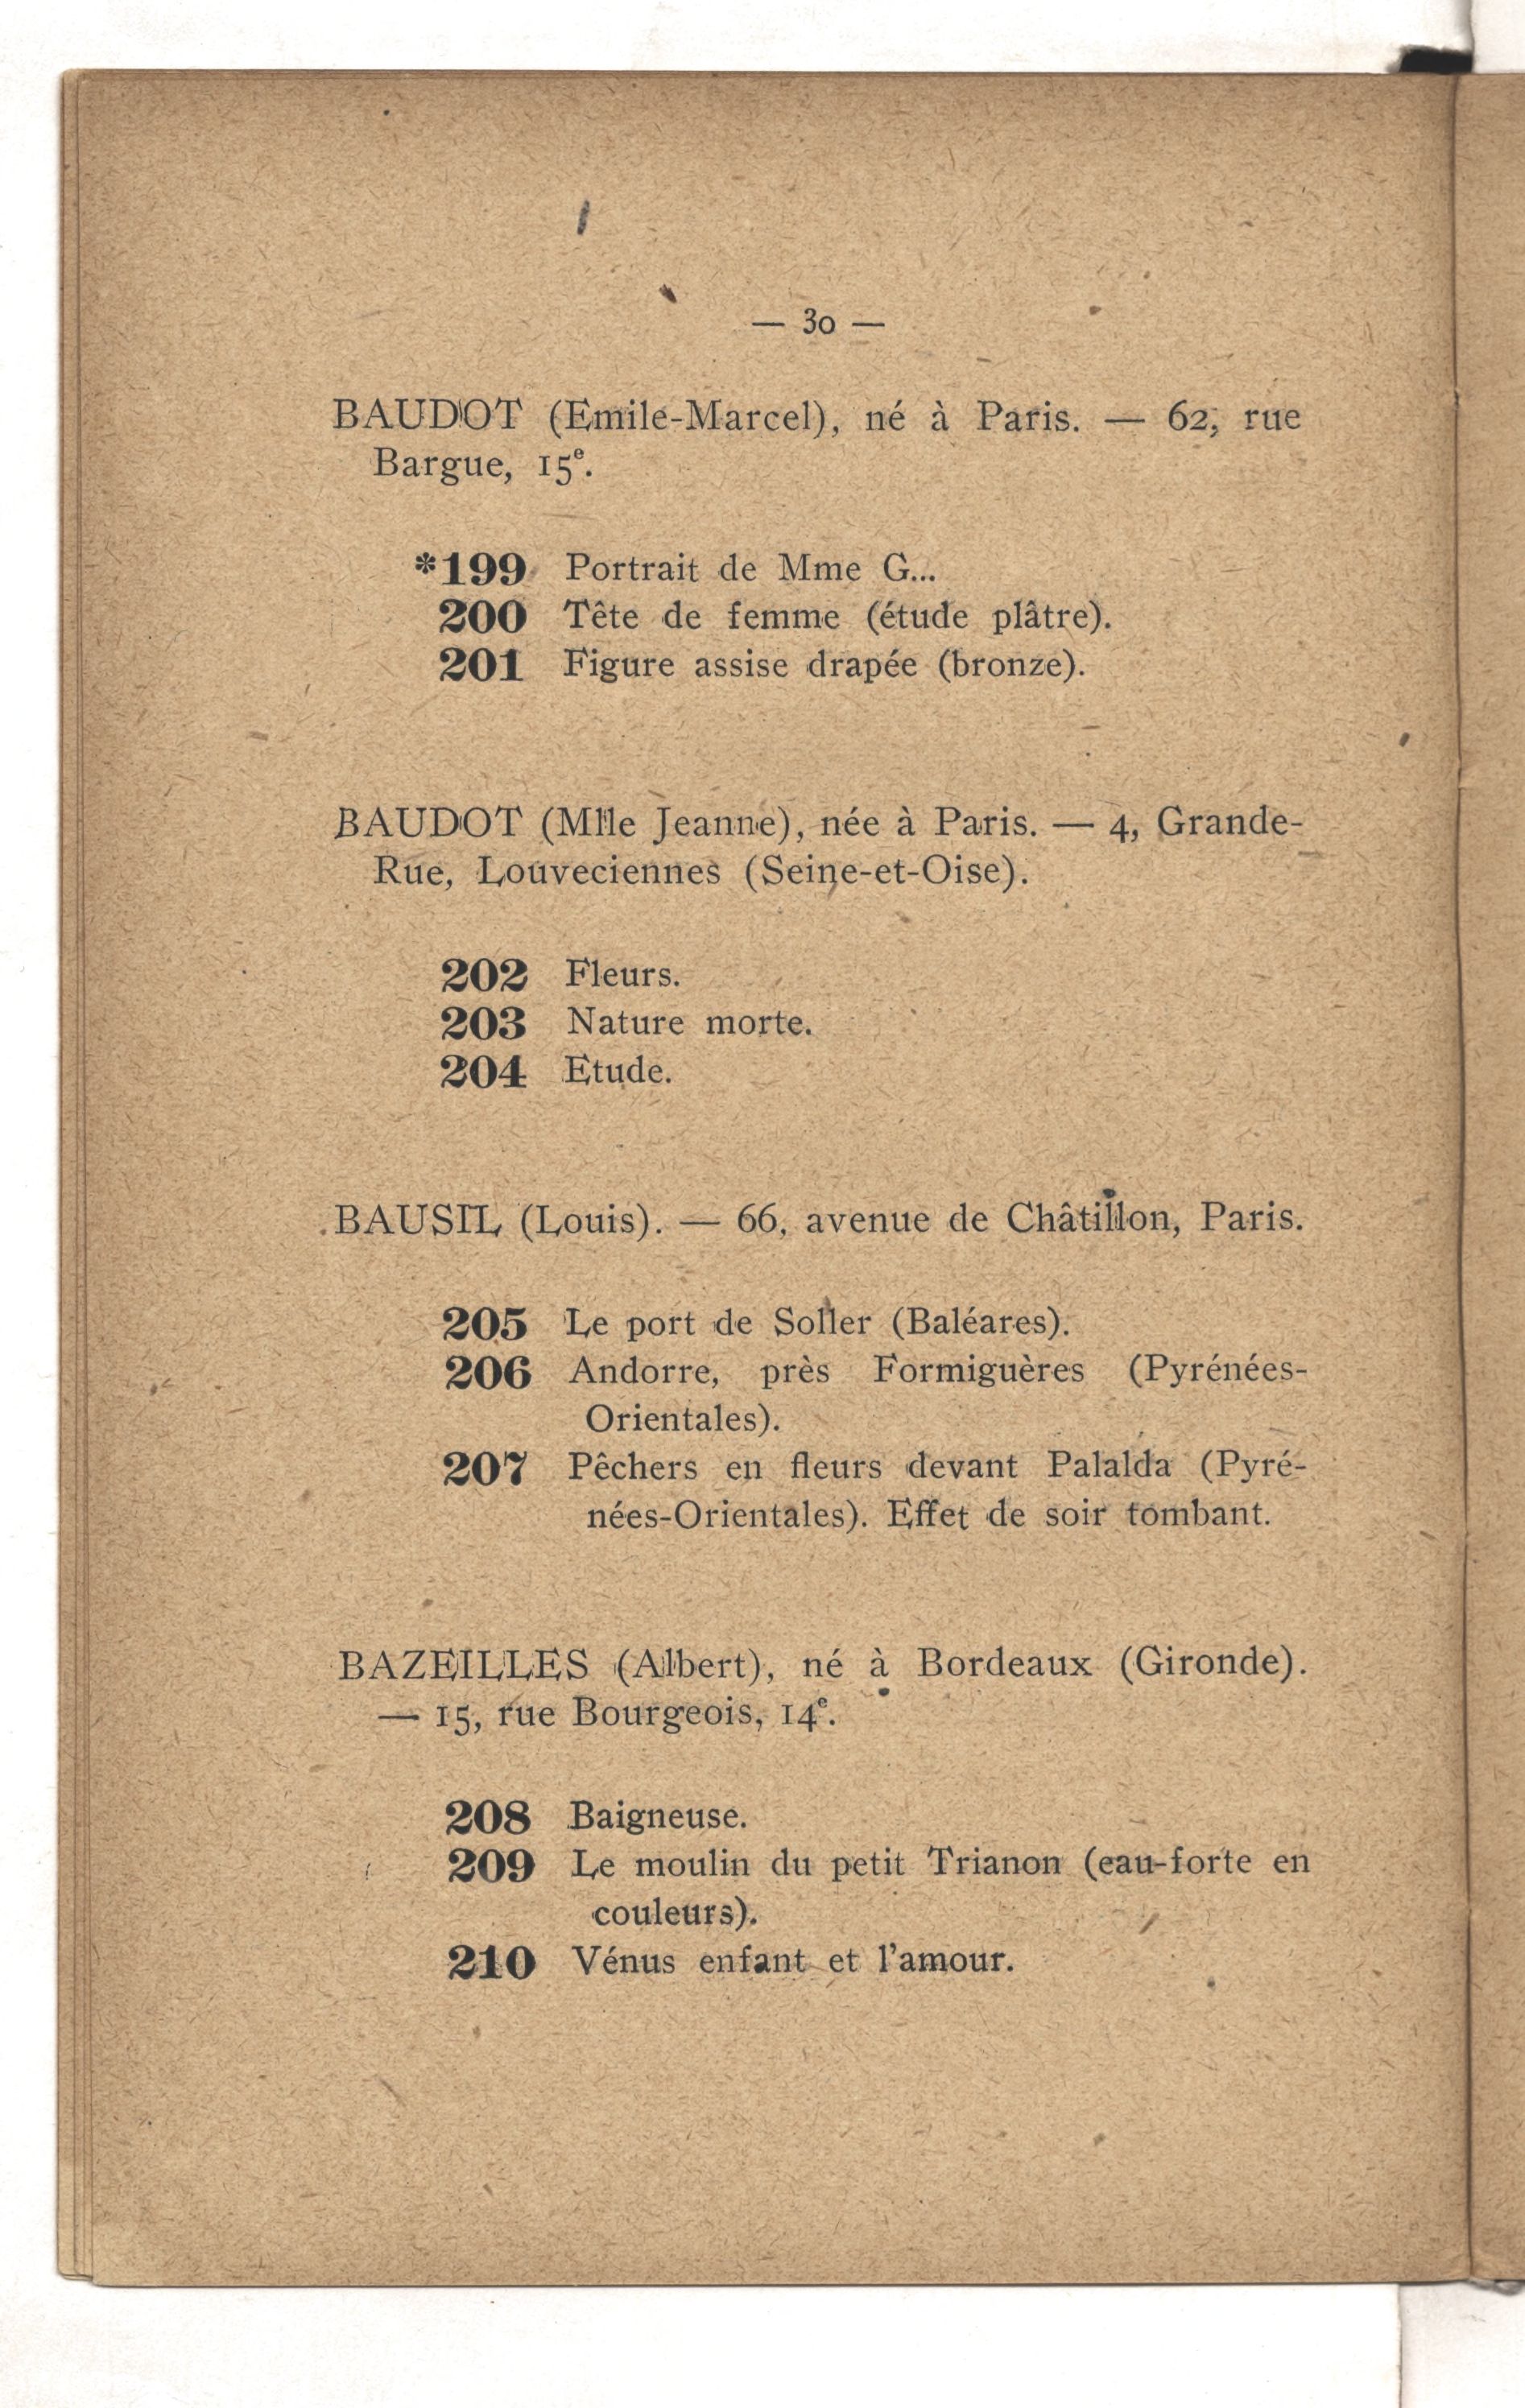 — 30 —
BAUDOT (Emile-Marcel), né à Paris. — 62, rue
Bargue, 15e.
*199 Portrait de Mme G...
200 Tête de femme (étude plâtre).
201 Figure assise drapée (bronze).
BAUDOT (Mlle Jeanne), née à Paris. — 4, Grande-
Rue, Louveciennes (Seine-et-Oise).
202 Fleurs.
203 Nature morte.
204 Etude.
BAUSIL (Louis). — 66, avenue de Châtillon, Paris.
205 Le port de Soller (Baléares).
206 Andorre, près Formiguères (Pyrénées-
Orientales).
207 Pêchers en fleurs devant Palalda (Pyré-
nées-Orientales). Effet de soir tombant.
BAZEILLES (Albert), né à Bordeaux (Gironde).
— 15, rue Bourgeois, 14e.
208 Baigneuse.
209 Le moulin du petit Trianon (eau-forte en
couleurs).
210 Vénus enfant et l'amour.